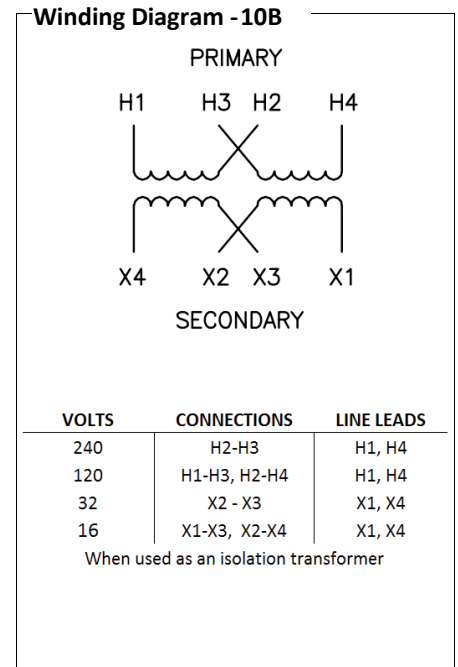 Winding Diagram -10B
PRIMARY
H1 H3 H2 H4
X4 X2 X3 X1
SECONDARY
VOLTS CONNECTIONS LINE LEADS
240 H2-H3 H1, H4
120 H1-H3, H2-H4 H1, H4
32 X2 - X3 X1, X4
16 X1-X3, X2-X4 X1, X4
When used as an isolation transformer